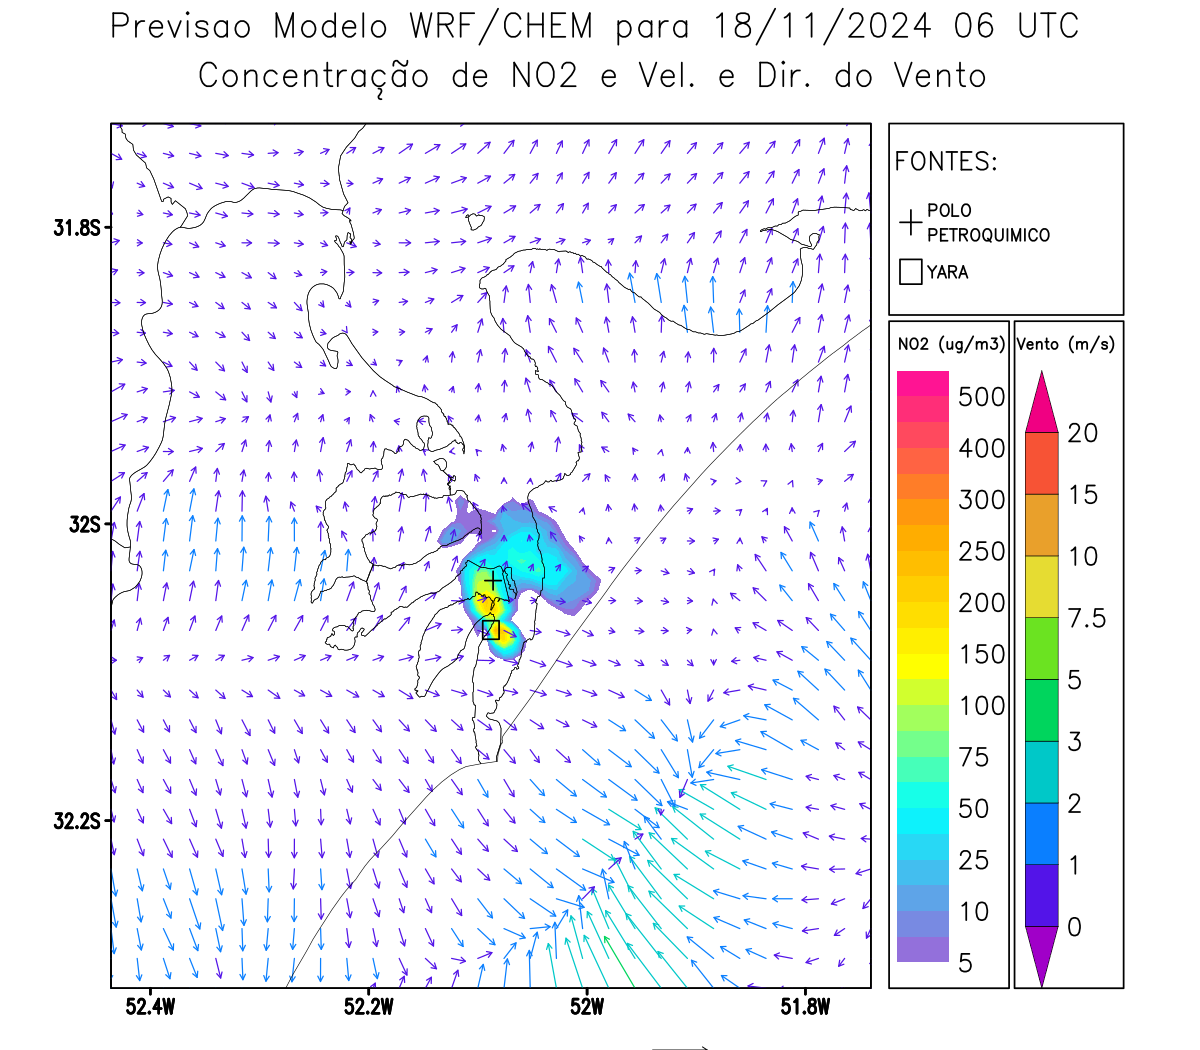 Previsao Modelo WRF/CHEM para 18/11/2024 06 UTC
Concentração de NO2 e Vel. e Dir. do Vento
FONTES:
POLO
PETROQUIMICO
YARA
NO2 (ug/m3)
500
400
300
250
200
150
100
75
50
25
10
5
Vento (m/s)
20
15
10
7.5
5
3
2
1
0
31.8S
32S
32.2S
52.4W
52.2W
52W
51.8W